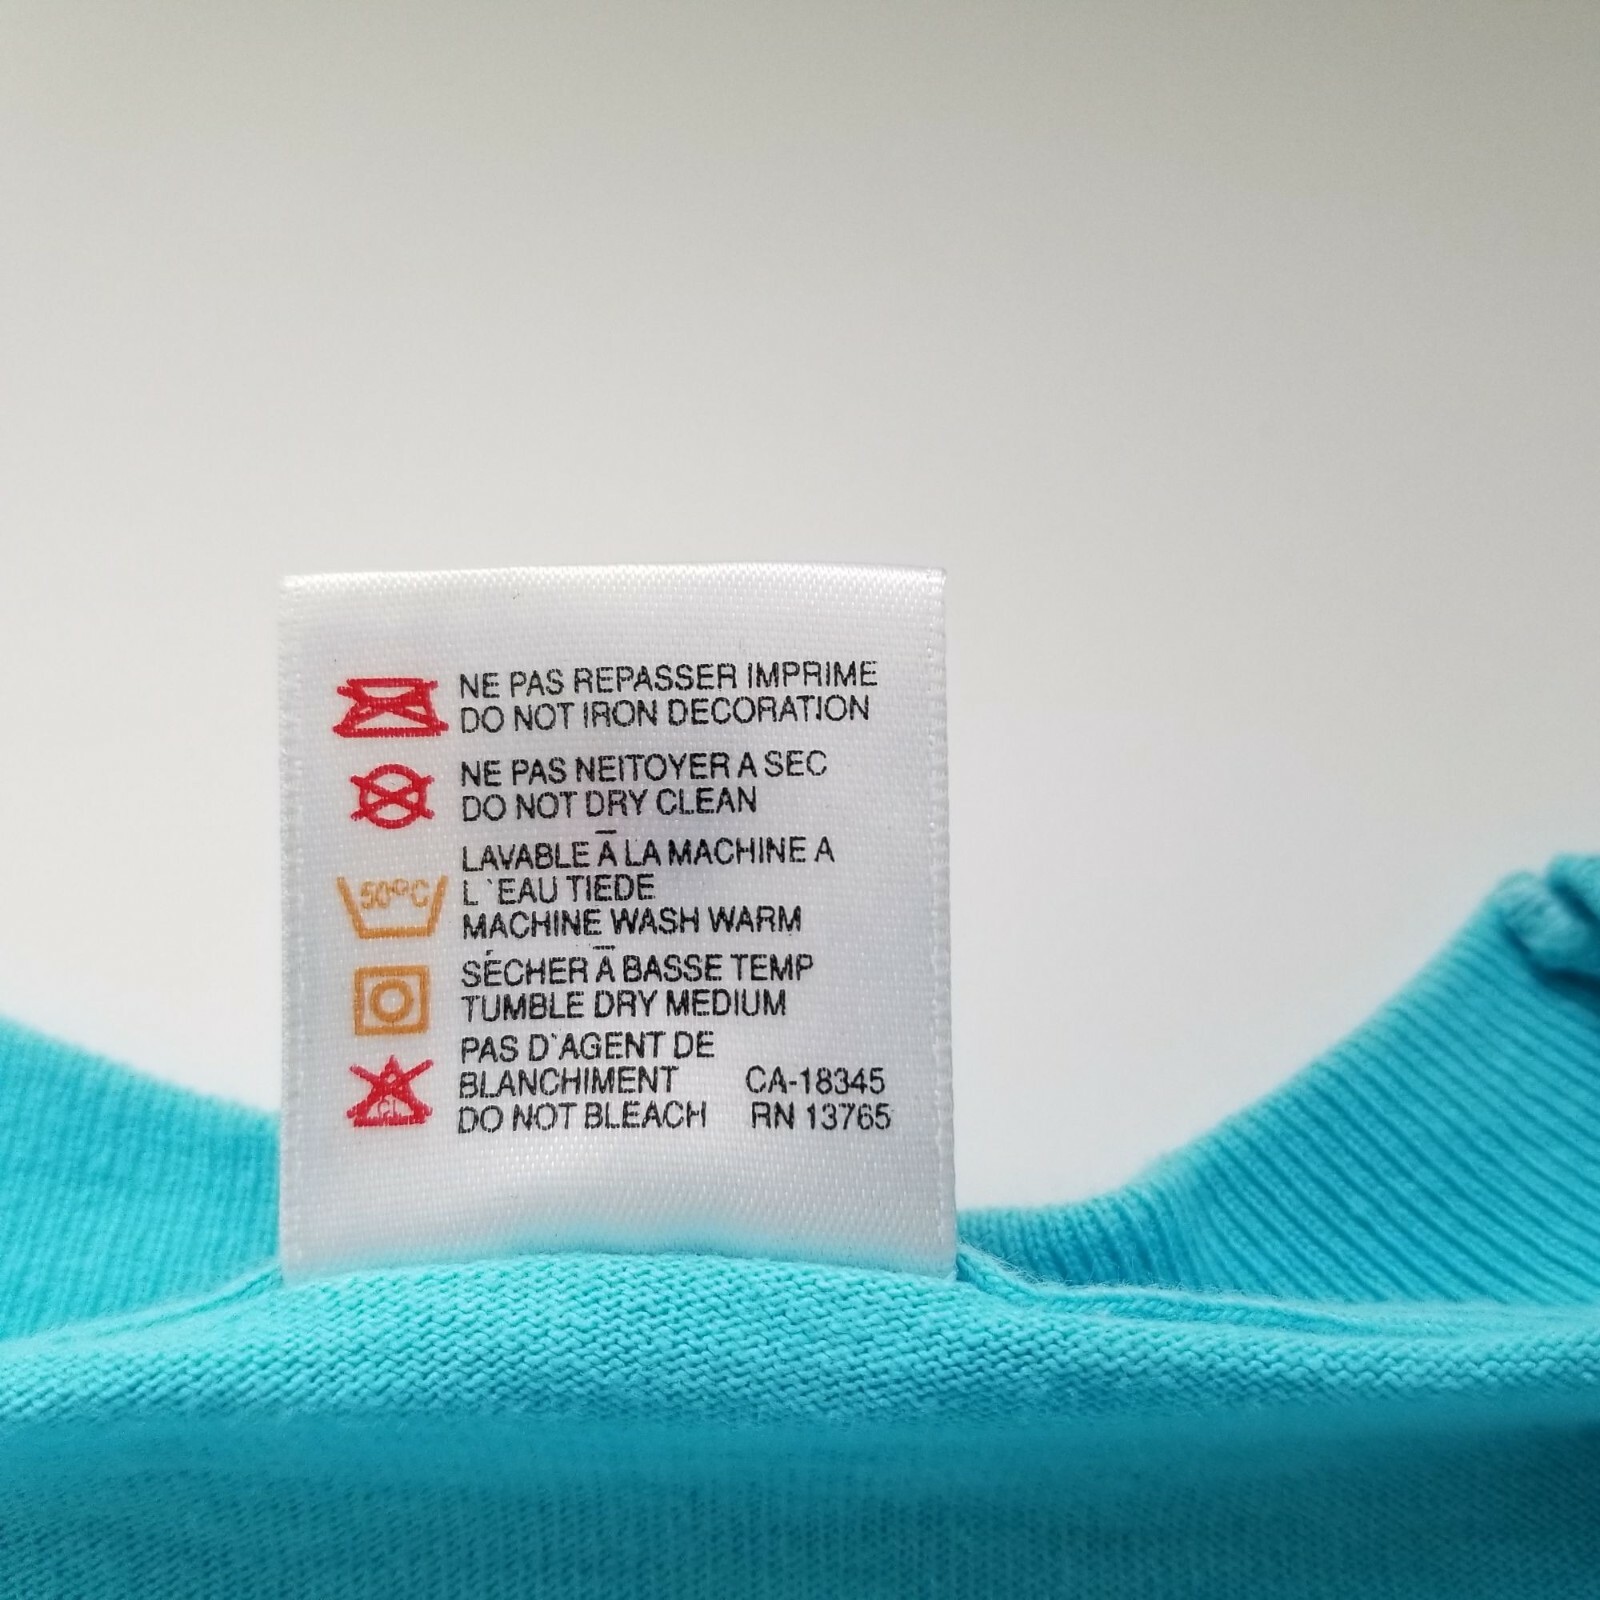 NE PAS REPASSER IMPRIME
DO NOT IRON DECORATION
NE PAS NEITOYER A SEC
DO NOT DRY CLEAN
LAVABLE Ā LA MACHINE A
50ºC L`EAU TIEDE
MACHINE WASH WARM
SÉCHER Ā BASSE TEMP
TUMBLE DRY MEDIUM
PAS D`AGENT DE
BLANCHIMENT CA-18345
CL DO NOT BLEACH RN 13765